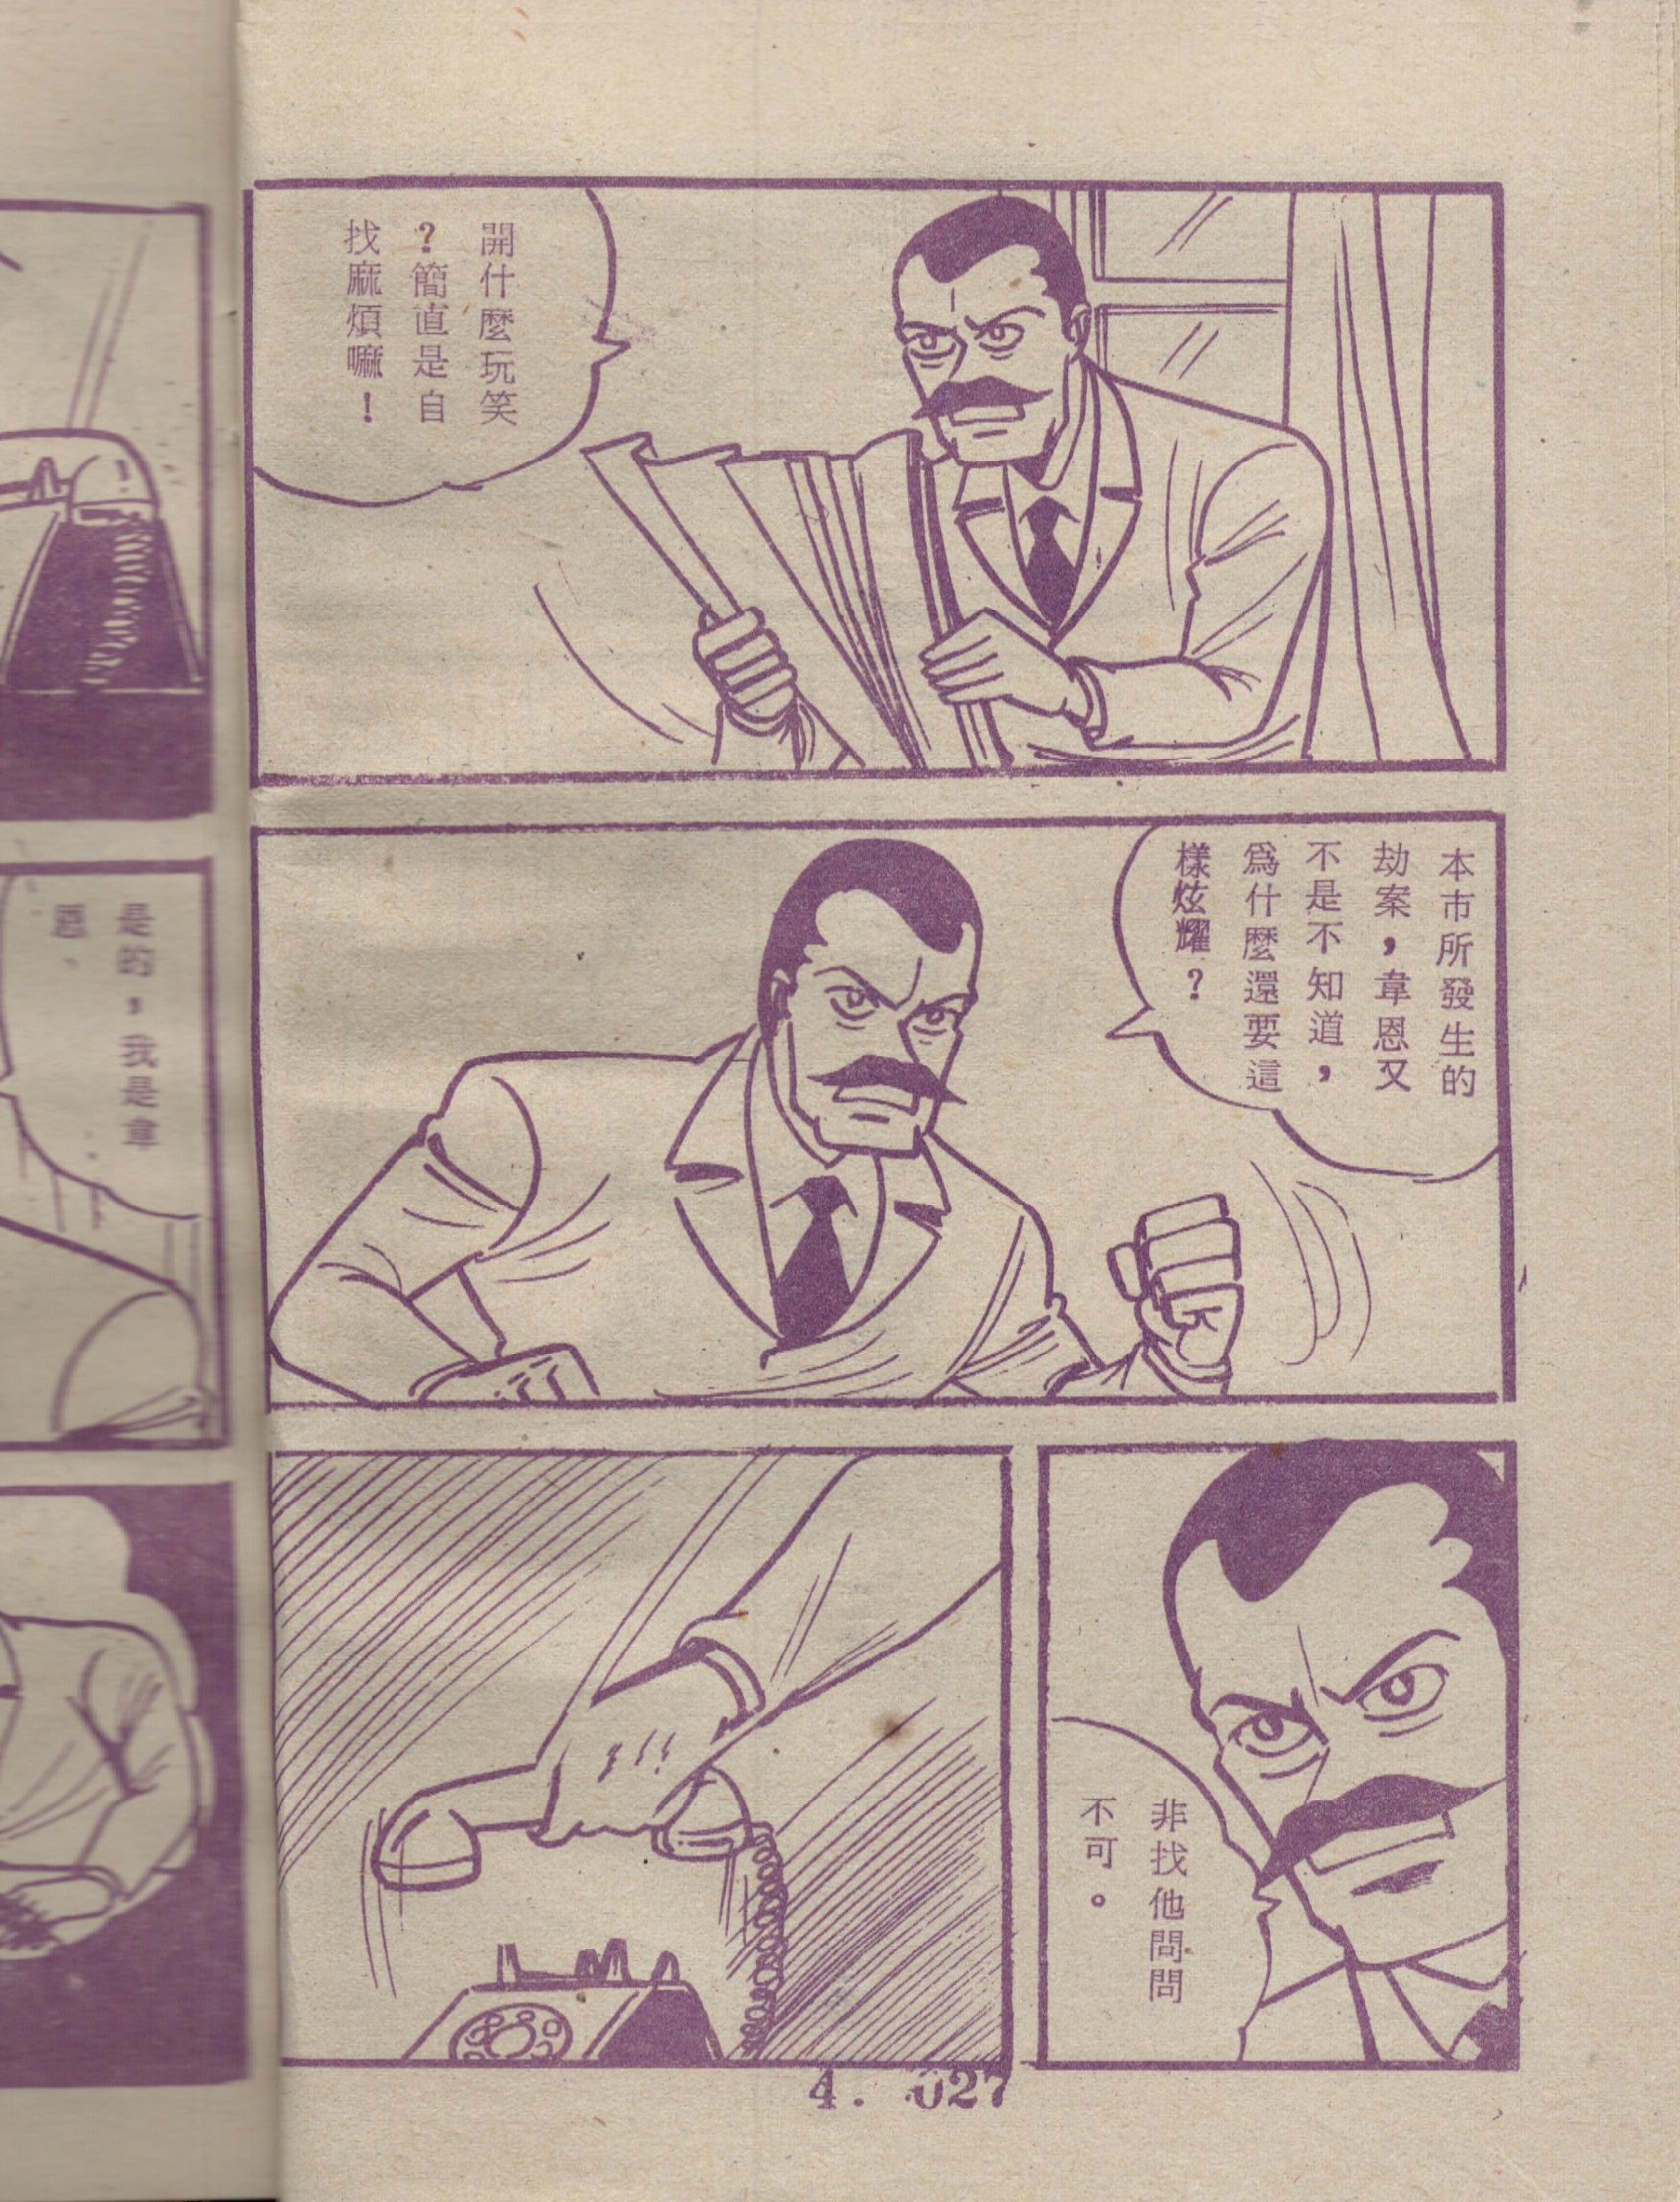 開什麼玩笑
？簡直是自
找麻煩嘛！
本市所發生的
劫案，韋恩又
不是不知道，
爲什麼還要這
樣炫耀？
非找他問問
不可。
4. 027
是的，我是韋
恩、